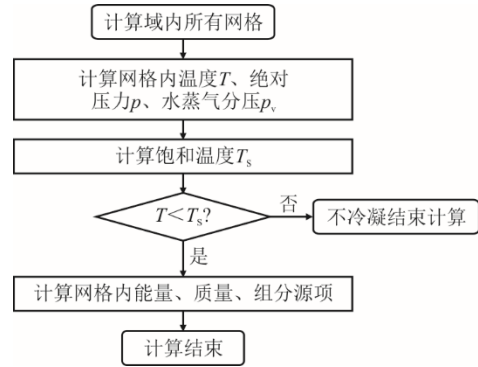 计算域内所有网格
计算网格内温度T、绝对
压力p、水蒸气分压pᵥ
计算饱和温度Tₛ
T＜Tₛ?
否
不冷凝结束计算
是
计算网格内能量、质量、组分源项
计算结束